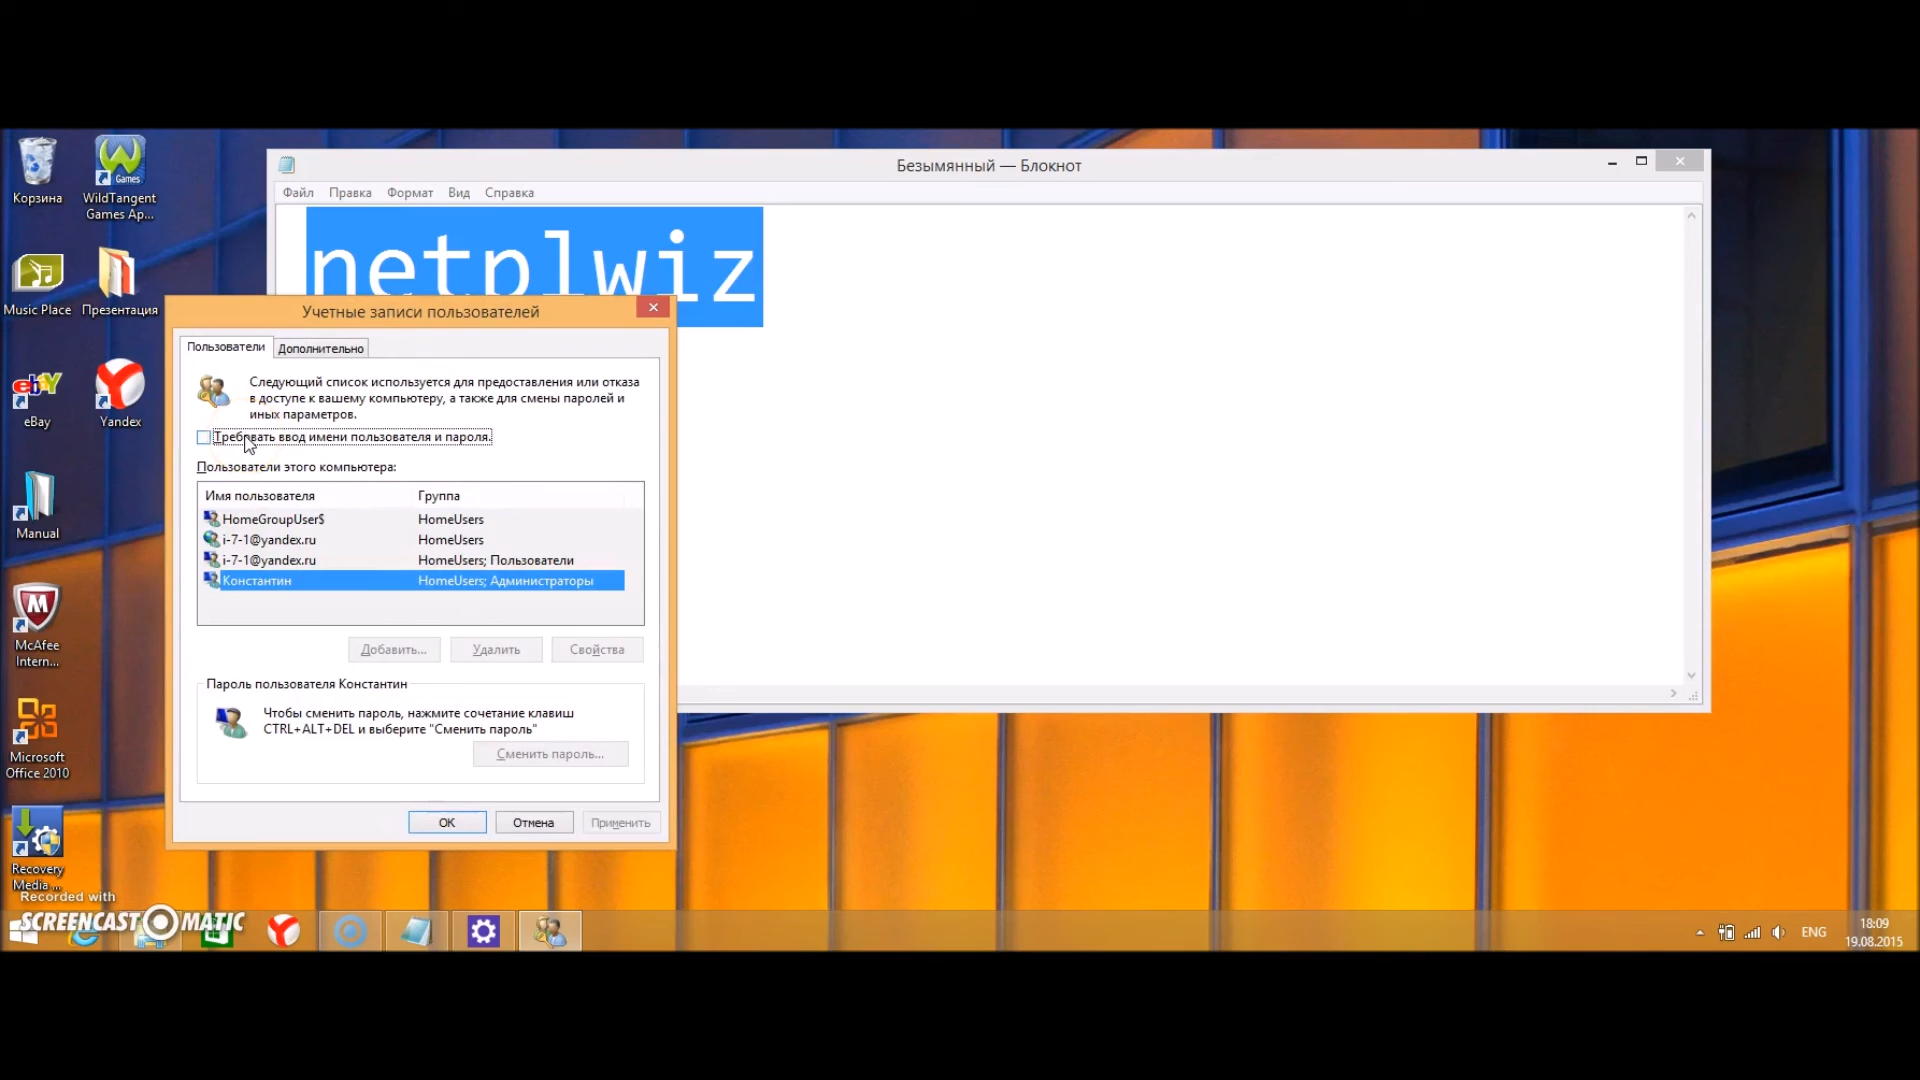 Корзина
WildTangent
Games Ap...
Games
Music Place
Презентация
ebY
eBay
Yandex
Manual
McAfee
Intern...
Microsoft
Office 2010
Recovery
Media ...
Безымянный — Блокнот
Файл Правка Формат Вид Справка
netplwiz
Учетные записи пользователей
Пользователи
Дополнительно
Следующий список используется для предоставления или отказа
в доступе к вашему компьютеру, а также для смены паролей и
иных параметров.
Требовать ввод имени пользователя и пароля.
Пользователи этого компьютера:
Имя пользователя Группа
HomeGroupUser$ HomeUsers
i-7-1@yandex.ru HomeUsers
i-7-1@yandex.ru HomeUsers; Пользователи
Константин HomeUsers; Администраторы
Добавить... Удалить Свойства
Пароль пользователя Константин
Чтобы сменить пароль, нажмите сочетание клавиш
CTRL+ALT+DEL и выберите "Сменить пароль"
Сменить пароль...
ОК Отмена Применить
Recorded with
SCREENCAST MATIC
ENG
18:09
19.08.2015